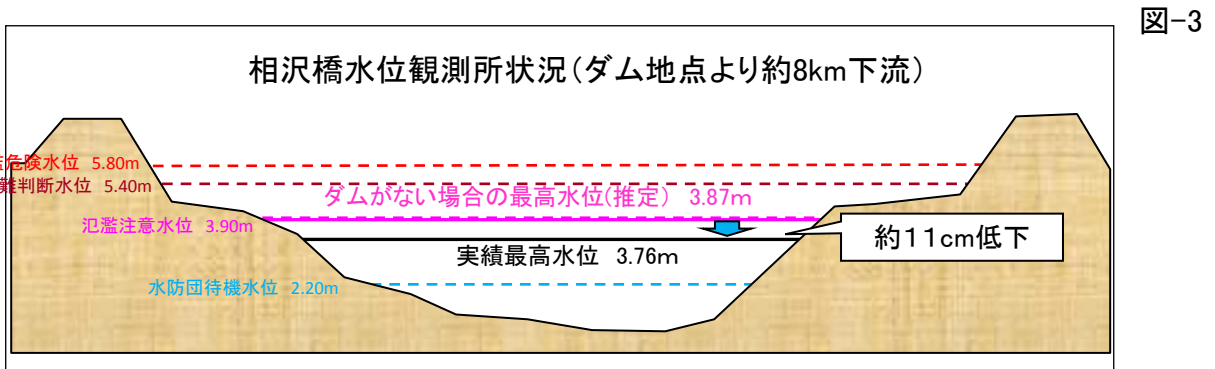 図-3
相沢橋水位観測所状況(ダム地点より約8km下流)
危険水位 5.80m
判断水位 5.40m
ダムがない場合の最高水位(推定) 3.87m
氾濫注意水位 3.90m
約11cm低下
実績最高水位 3.76m
水防団待機水位 2.20m